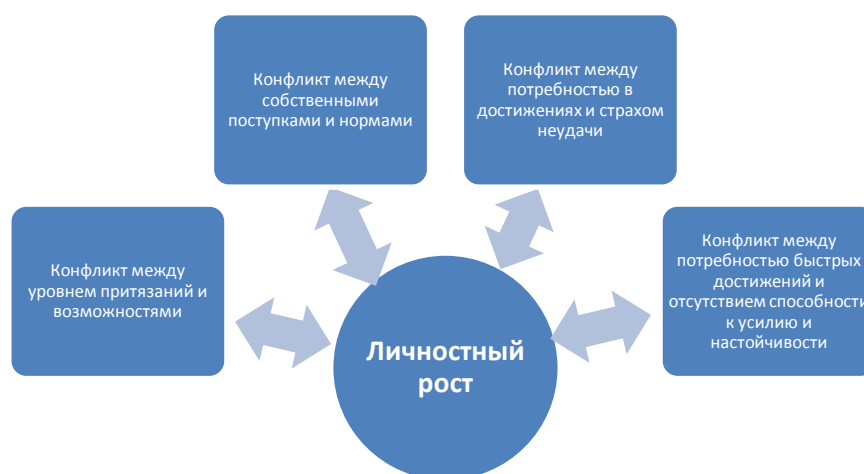 Конфликт между
собственными
поступками и нормами
Конфликт между
потребностью в
достижениях и страхом
неудачи
Конфликт между
уровнем притязаний и
возможностями
Конфликт между
потребностью быстрых
достижений и
отсутствием способности
к усилию и
настойчивости
Личностный
рост